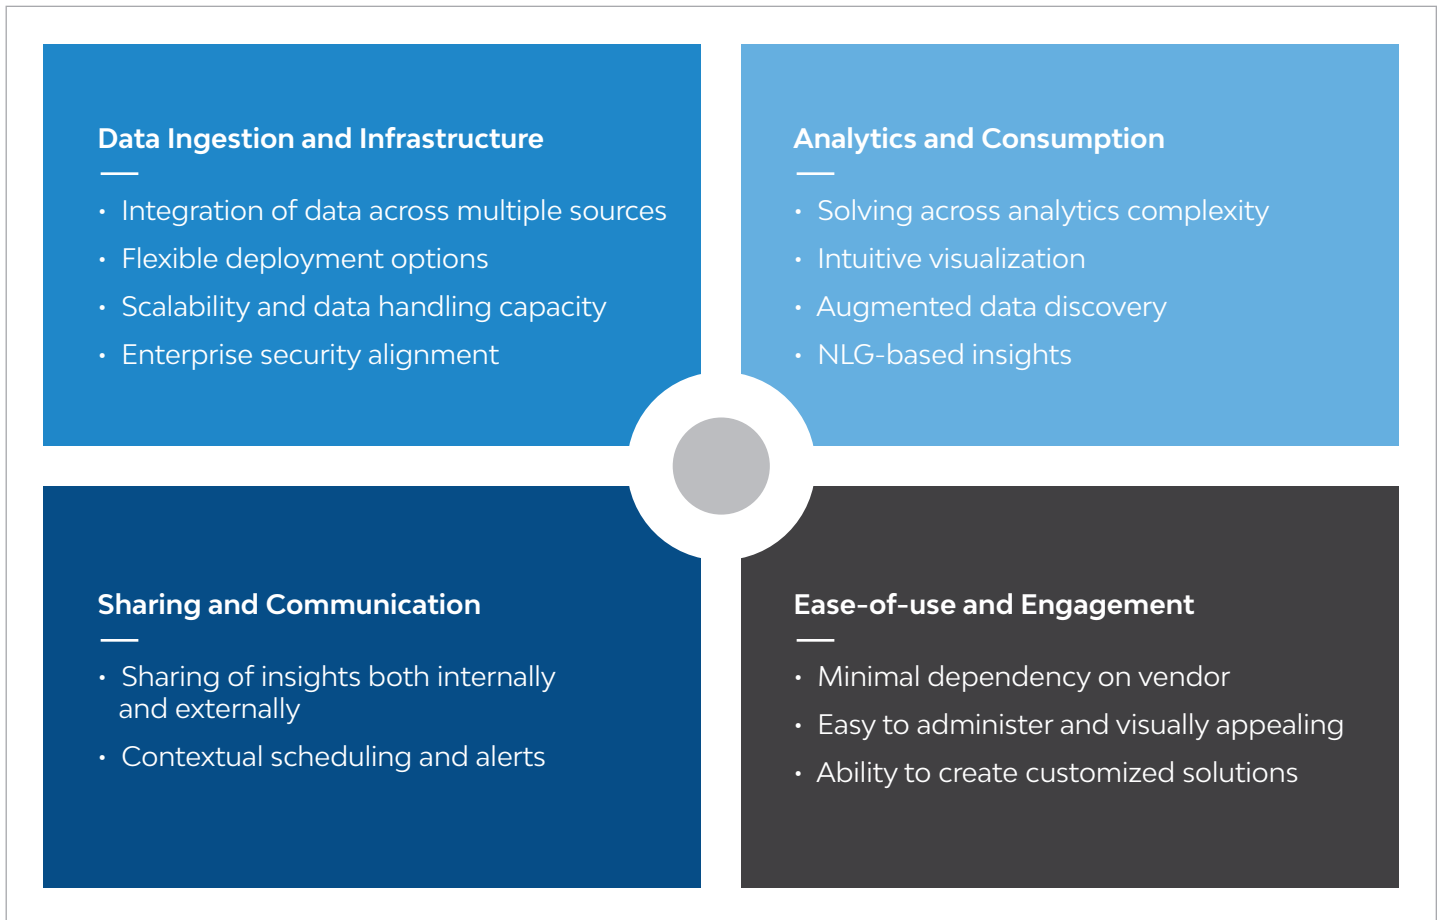 Data Ingestion and Infrastructure
• Integration of data across multiple sources
• Flexible deployment options
• Scalability and data handling capacity
• Enterprise security alignment
Analytics and Consumption
• Solving across analytics complexity
• Intuitive visualization
• Augmented data discovery
• NLG-based insights
Sharing and Communication
• Sharing of insights both internally
and externally
• Contextual scheduling and alerts
Ease-of-use and Engagement
• Minimal dependency on vendor
• Easy to administer and visually appealing
• Ability to create customized solutions